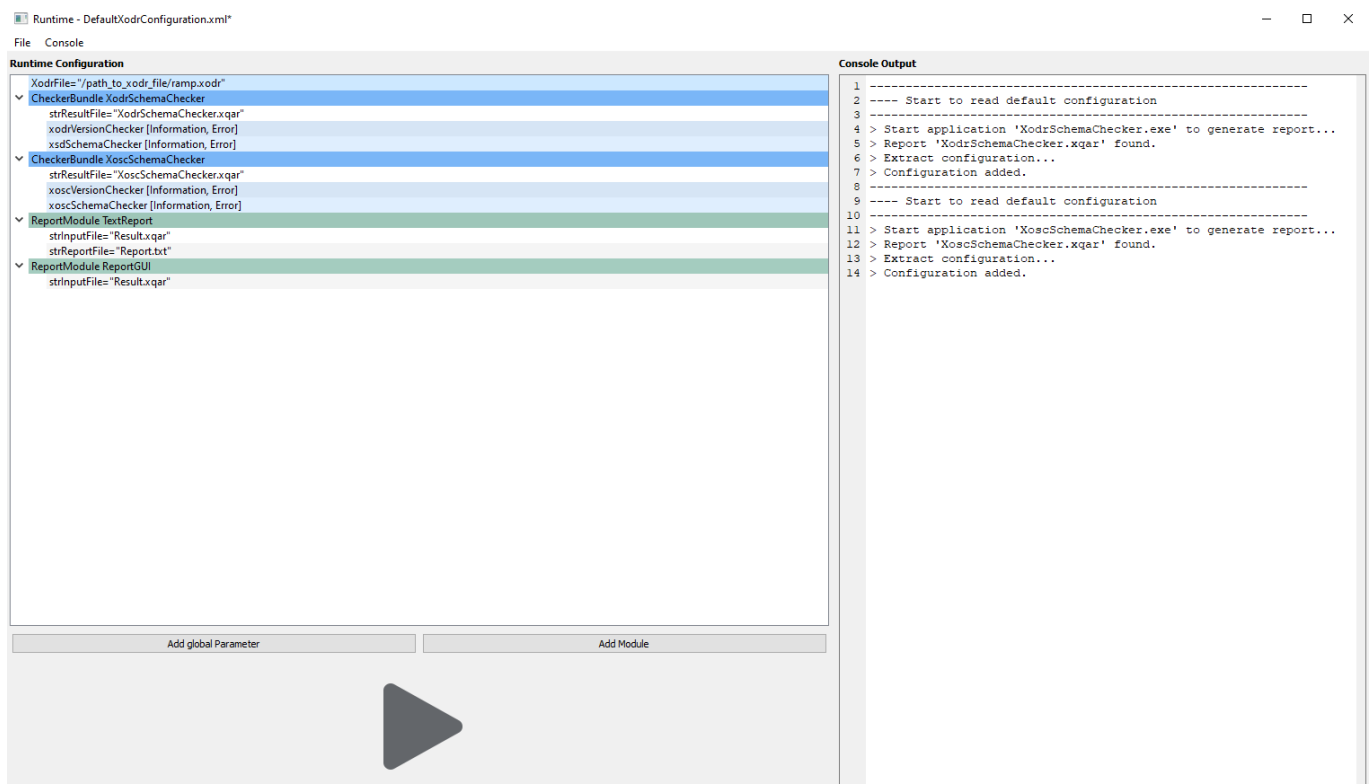 Runtime - DefaultXodrConfiguration.xml*
File Console
Runtime Configuration
XodrFile="/path_to_xodr_file/ramp.xodr"
CheckerBundle XodrSchemaChecker
strResultFile="XodrSchemaChecker.xqar"
xodrVersionChecker [Information, Error]
xsdSchemaChecker [Information, Error]
CheckerBundle XoscSchemaChecker
strResultFile="XoscSchemaChecker.xqar"
xoscVersionChecker [Information, Error]
xoscSchemaChecker [Information, Error]
ReportModule TextReport
strInputFile="Result.xqar"
strReportFile="Report.txt"
ReportModule ReportGUI
strInputFile="Result.xqar"
Add global Parameter
Add Module
Console Output
1 ------------------------------------------------------------
2 ---- Start to read default configuration
3 ------------------------------------------------------------
4 > Start application 'XodrSchemaChecker.exe' to generate report...
5 > Report 'XodrSchemaChecker.xqar' found.
6 > Extract configuration...
7 > Configuration added.
8 ------------------------------------------------------------
9 ---- Start to read default configuration
10 ------------------------------------------------------------
11 > Start application 'XoscSchemaChecker.exe' to generate report...
12 > Report 'XoscSchemaChecker.xqar' found.
13 > Extract configuration...
14 > Configuration added.